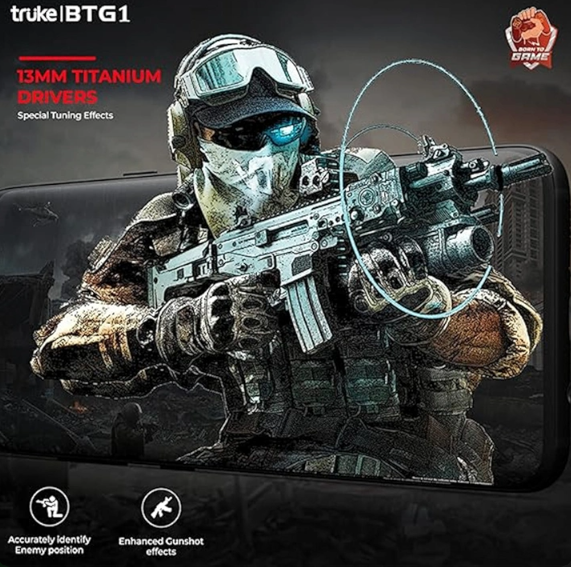 truke|BTG1
BORN TO
GAME
13MM TITANIUM
DRIVERS
Special Tuning Effects
Accurately identify
Enemy position
Enhanced Gunshot
effects